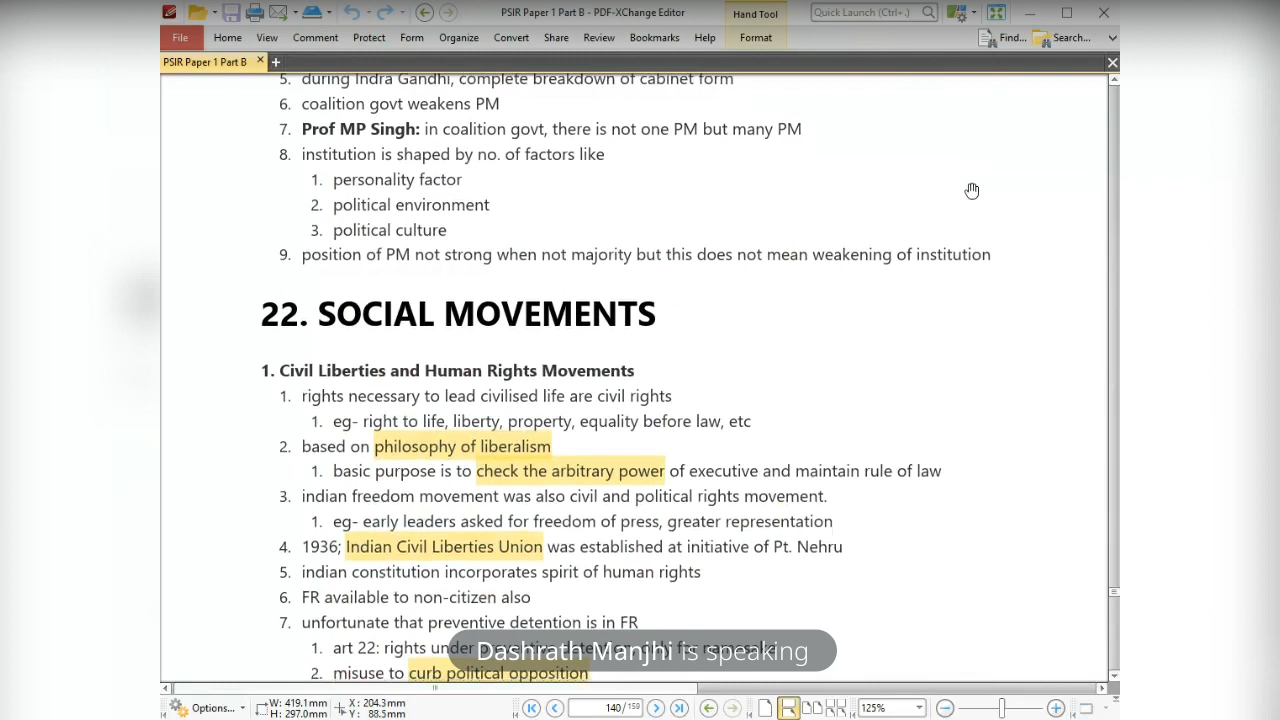 PSIR Paper 1 Part B - PDF-XChange Editor
Hand Tool
Quick Launch (Ctrl+.)
File Home View Comment Protect Form Organize Convert Share Review Bookmarks Help Format Find... Search...
PSIR Paper 1 Part B
5. during Indra Gandhi, complete breakdown of cabinet form
6. coalition govt weakens PM
7. Prof MP Singh: in coalition govt, there is not one PM but many PM
8. institution is shaped by no. of factors like
1. personality factor
2. political environment
3. political culture
9. position of PM not strong when not majority but this does not mean weakening of institution
22. SOCIAL MOVEMENTS
1. Civil Liberties and Human Rights Movements
1. rights necessary to lead civilised life are civil rights
1. eg- right to life, liberty, property, equality before law, etc
2. based on philosophy of liberalism
1. basic purpose is to check the arbitrary power of executive and maintain rule of law
3. indian freedom movement was also civil and political rights movement.
1. eg- early leaders asked for freedom of press, greater representation
4. 1936; Indian Civil Liberties Union was established at initiative of Pt. Nehru
5. indian constitution incorporates spirit of human rights
6. FR available to non-citizen also
7. unfortunate that preventive detention is in FR
1. art 22: rights under
Dashrath Manjhi is speaking
2. misuse to curb political opposition
Options...
W: 419.1mm
H: 297.0mm
X: 204.3mm
Y: 88.5mm
140 / 159
125%